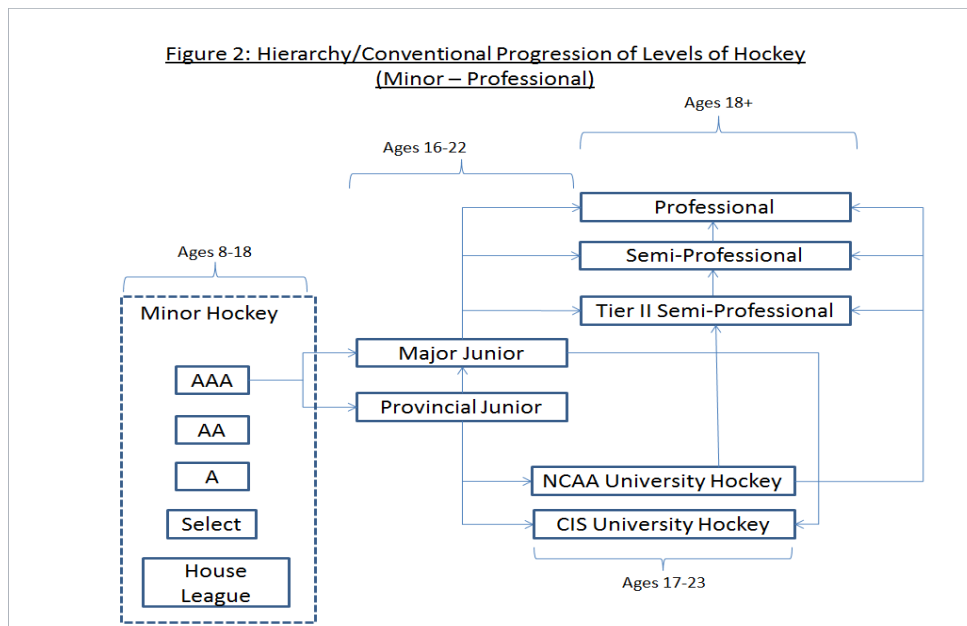 Figure 2: Hierarchy/Conventional Progression of Levels of Hockey
(Minor – Professional)
Ages 18+
Ages 16-22
Professional
Ages 8-18
Semi-Professional
Minor Hockey
Tier II Semi-Professional
Major Junior
AAA
Provincial Junior
AA
A
NCAA University Hockey
Select
CIS University Hockey
House
League
Ages 17-23